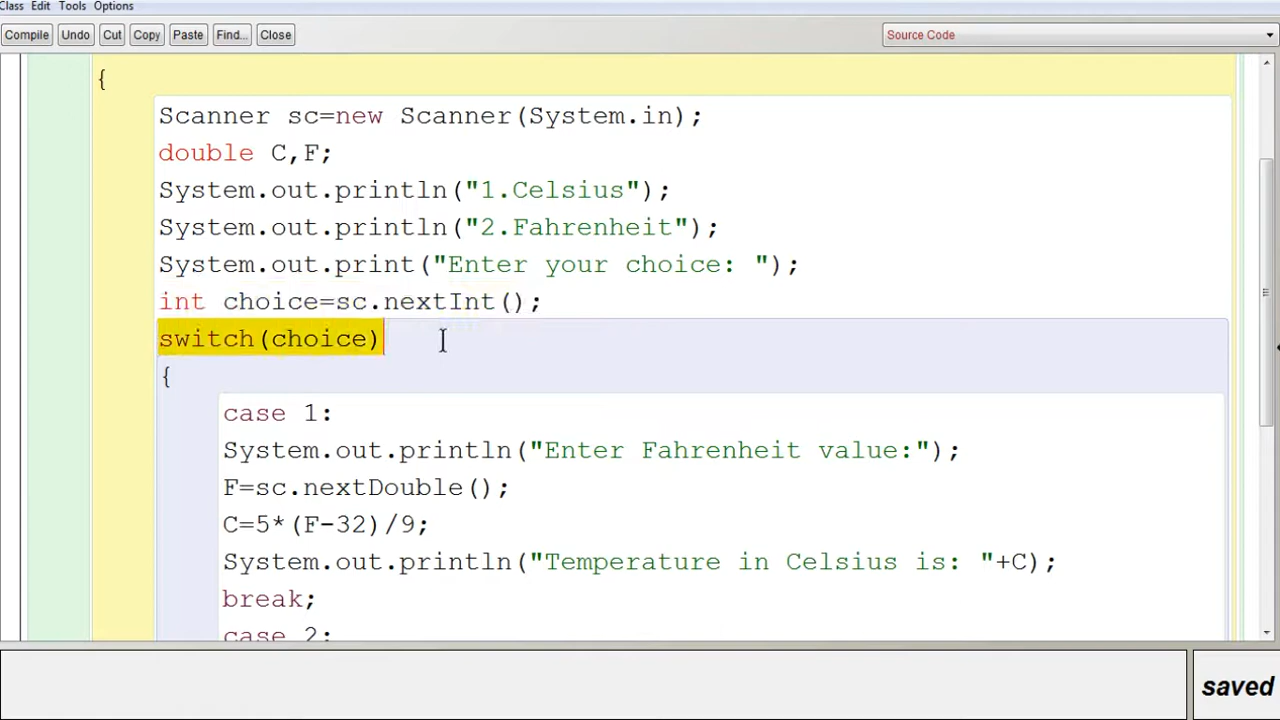 Class Edit Tools Options
Compile Undo Cut Copy Paste Find... Close Source Code
{
Scanner sc=new Scanner(System.in);
double C,F;
System.out.println("1.Celsius");
System.out.println("2.Fahrenheit");
System.out.print("Enter your choice: ");
int choice=sc.nextInt();
switch(choice)
{
case 1:
System.out.println("Enter Fahrenheit value:");
F=sc.nextDouble();
C=5*(F-32)/9;
System.out.println("Temperature in Celsius is: "+C);
break;
case 2:
saved